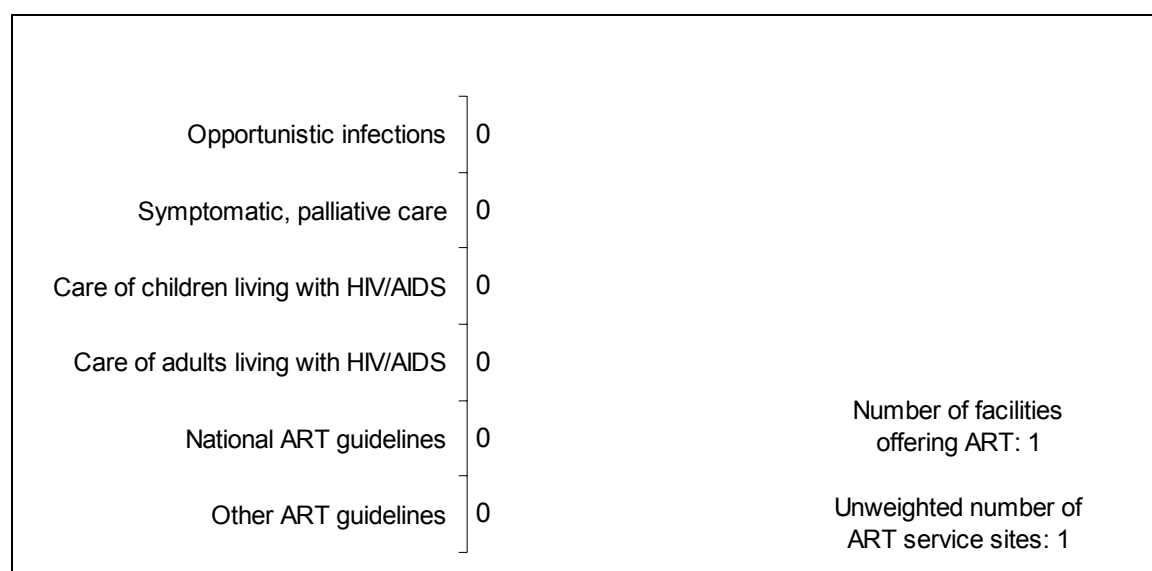 Opportunistic infections 0
Symptomatic, palliative care 0
Care of children living with HIV/AIDS 0
Care of adults living with HIV/AIDS 0
National ART guidelines 0
Other ART guidelines 0
Number of facilities
offering ART: 1
Unweighted number of
ART service sites: 1